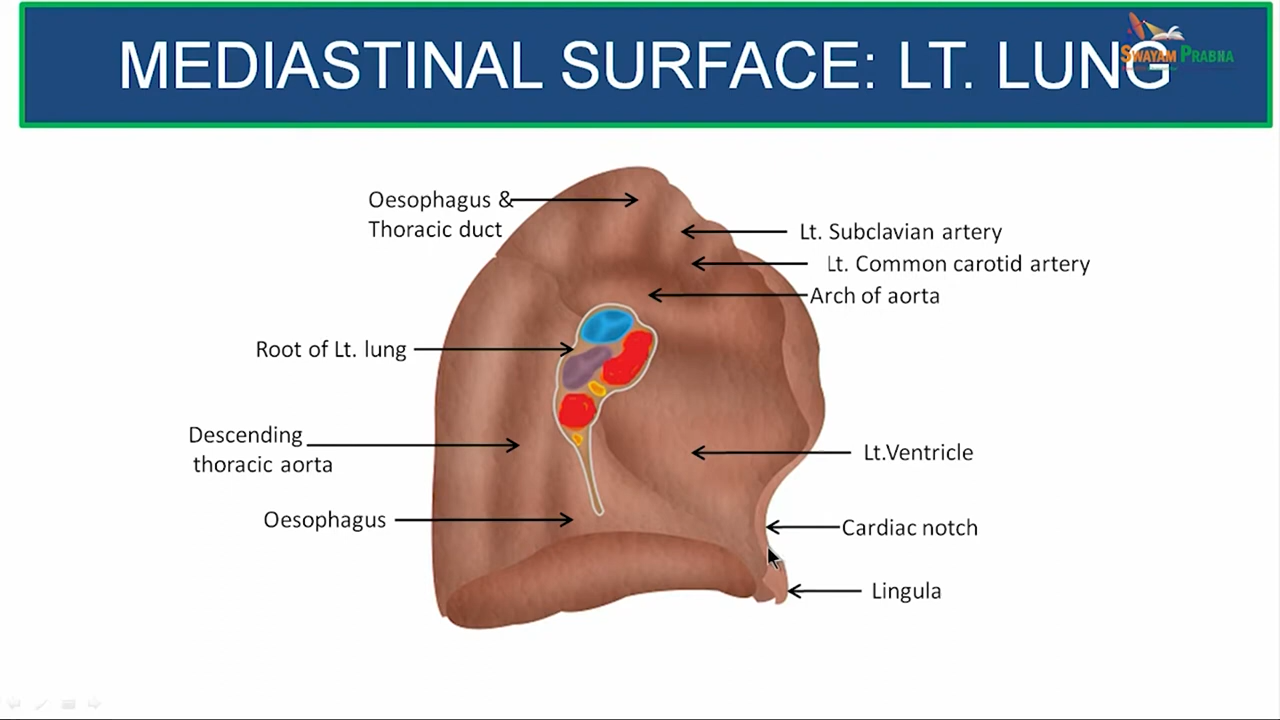 MEDIASTINAL SURFACE: LT. LUNG
SWAYAM PRABHA
Oesophagus &
Thoracic duct
Lt. Subclavian artery
Lt. Common carotid artery
Arch of aorta
Root of Lt. lung
Descending
thoracic aorta
Lt.Ventricle
Oesophagus
Cardiac notch
Lingula